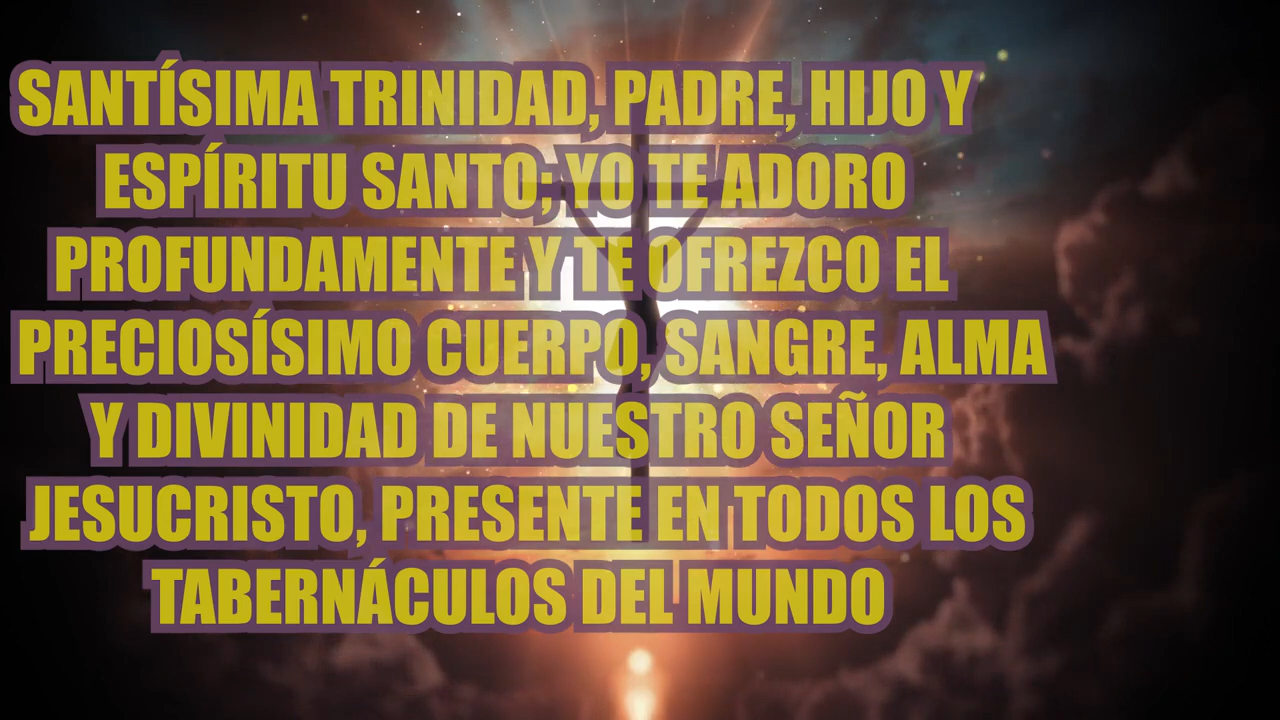 SANTÍSIMA TRINIDAD, PADRE, HIJO Y
ESPÍRITU SANTO; YO TE ADORO
PROFUNDAMENTE Y TE OFREZCO EL
PRECIOSÍSIMO CUERPO, SANGRE, ALMA
Y DIVINIDAD DE NUESTRO SEÑOR
JESUCRISTO, PRESENTE EN TODOS LOS
TABERNÁCULOS DEL MUNDO